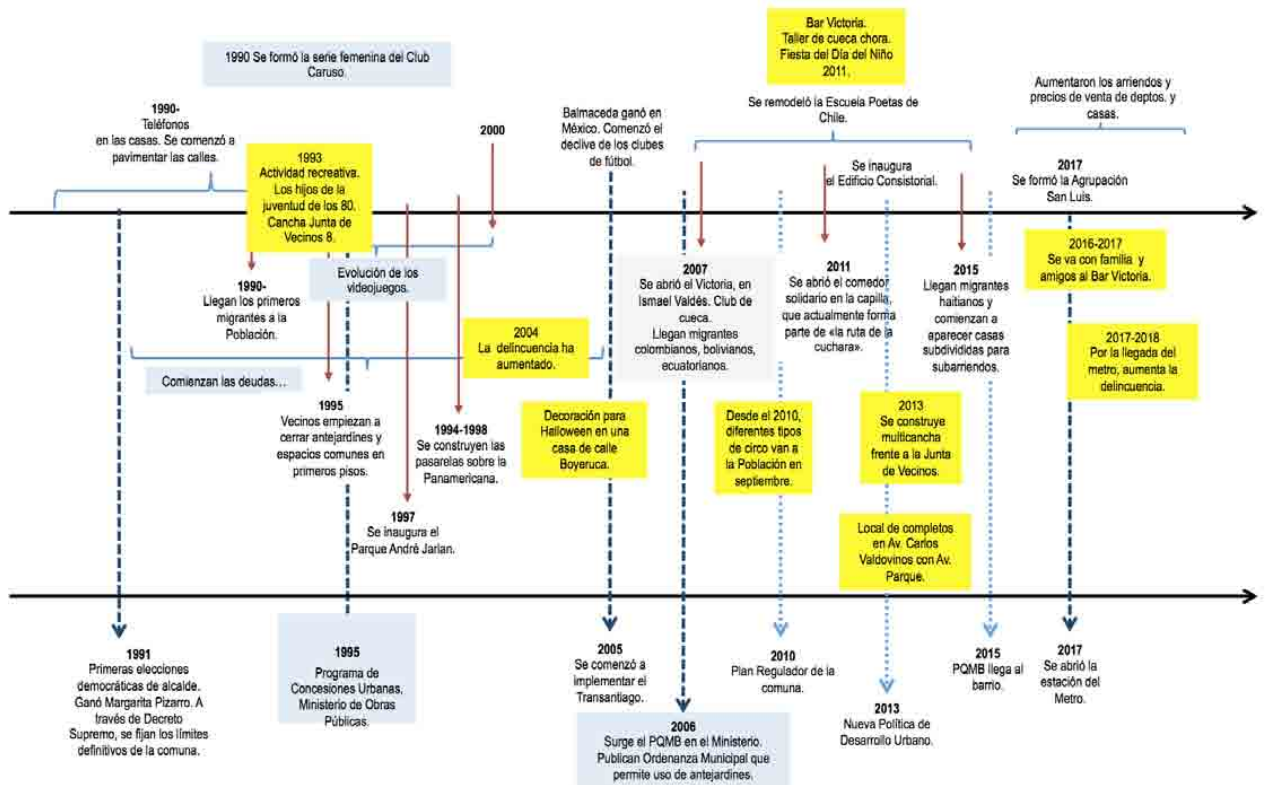 1990 Se formó la serie femenina del Club
Caruso.
Bar Victoria.
Taller de cueca chora.
Fiesta del Día del Niño
2011.
1990-
Teléfonos
en las casas. Se comenzó a
pavimentar las calles.
2000
Balmaceda ganó en
México. Comenzó el
declive de los clubes
de fútbol.
Se remodeló la Escuela Poetas de
Chile.
Aumentaron los arriendos y
precios de venta de deptos. y
casas.
1993
Actividad recreativa.
Los hijos de la
juventud de los 80.
Cancha Junta de
Vecinos 8.
Se inaugura
el Edificio Consistorial.
2017
Se formó la Agrupación
San Luis.
1990-
Llegan los primeros
migrantes a la
Población.
Evolución de los
videojuegos.
2007
Se abrió el Victoria, en
Ismael Valdés. Club de
cueca.
Llegan migrantes
colombianos, bolivianos,
ecuatorianos.
2011
Se abrió el comedor
solidario en la capilla,
que actualmente forma
parte de «la ruta de la
cuchara».
2015
Llegan migrantes
haitianos y
comienzan a
aparecer casas
subdivididas para
subarriendos.
2016-2017
Se va con familia y
amigos al Bar Victoria.
2004
La delincuencia ha
aumentado.
2017-2018
Por la llegada del
metro, aumenta la
delincuencia.
Comienzan las deudas…
1995
Vecinos empiezan a
cerrar antejardines y
espacios comunes en
primeros pisos.
1994-1998
Se construyen las
pasarelas sobre la
Panamericana.
Decoración para
Halloween en una
casa de calle
Boyeruca.
Desde el 2010,
diferentes tipos
de circo van a
la Población en
septiembre.
2013
Se construye
multicancha
frente a la Junta
de Vecinos.
1997
Se inaugura el
Parque André Jarlan.
Local de completos
en Av. Carlos
Valdovinos con Av.
Parque.
1991
Primeras elecciones
democráticas de alcalde.
Ganó Margarita Pizarro. A
través de Decreto
Supremo, se fijan los límites
definitivos de la comuna.
1995
Programa de
Concesiones Urbanas,
Ministerio de Obras
Públicas.
2005
Se comenzó a
implementar el
Transantiago.
2006
Surge el PQMB en el Ministerio.
Publican Ordenanza Municipal que
permite uso de antejardines.
2010
Plan Regulador de la
comuna.
2013
Nueva Política de
Desarrollo Urbano.
2015
PQMB llega al
barrio.
2017
Se abrió la
estación del
Metro.